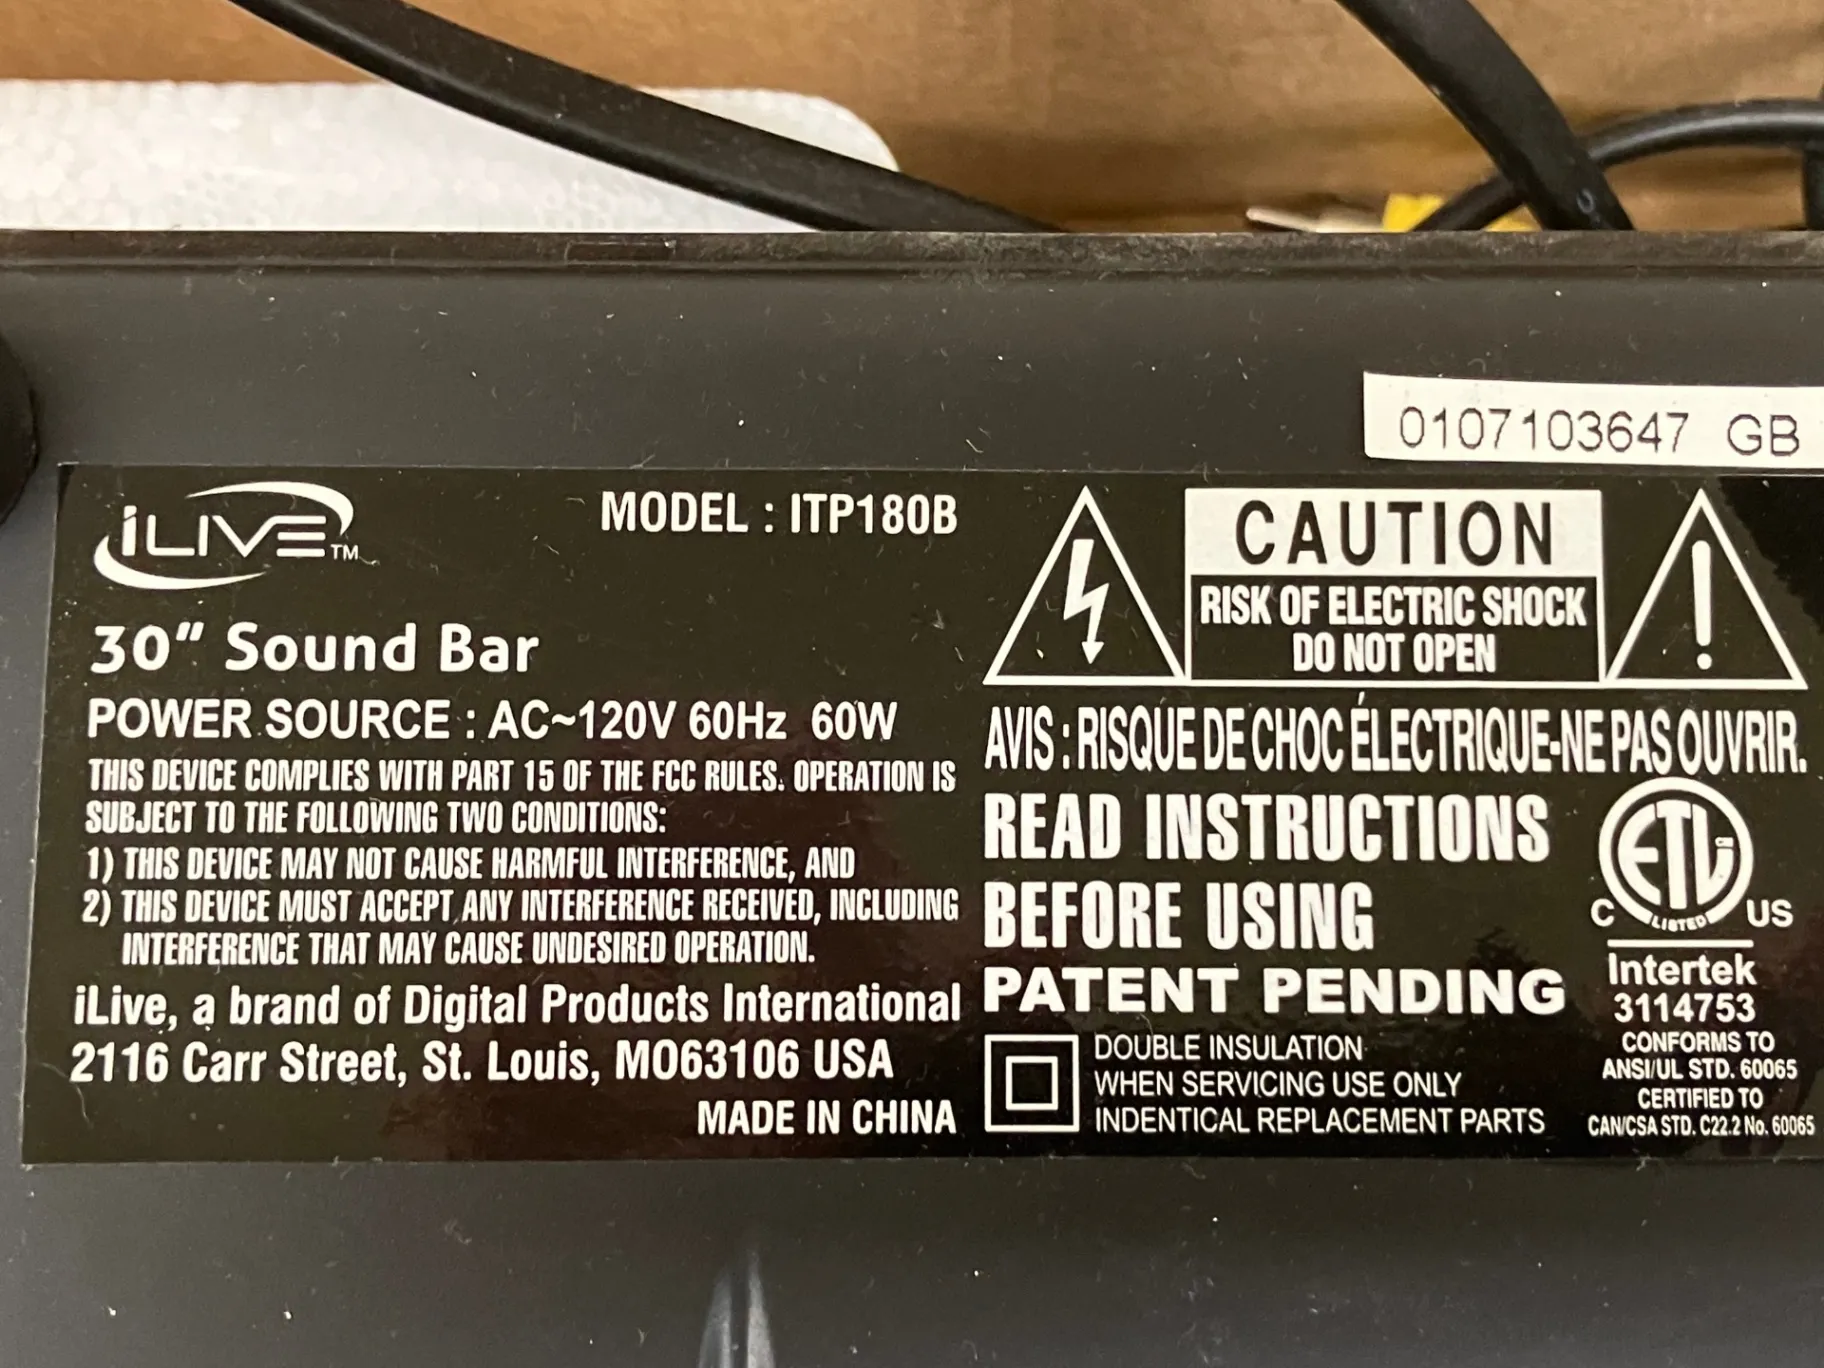 0107103647 GB
iLIVE™
MODEL : ITP180B
30" Sound Bar
POWER SOURCE : AC~120V 60Hz 60W
THIS DEVICE COMPLIES WITH PART 15 OF THE FCC RULES. OPERATION IS
SUBJECT TO THE FOLLOWING TWO CONDITIONS:
1) THIS DEVICE MAY NOT CAUSE HARMFUL INTERFERENCE, AND
2) THIS DEVICE MUST ACCEPT ANY INTERFERENCE RECEIVED, INCLUDING
INTERFERENCE THAT MAY CAUSE UNDESIRED OPERATION.
iLive, a brand of Digital Products International
2116 Carr Street, St. Louis, MO63106 USA
MADE IN CHINA
CAUTION
RISK OF ELECTRIC SHOCK
DO NOT OPEN
AVIS : RISQUE DE CHOC ÉLECTRIQUE-NE PAS OUVRIR.
READ INSTRUCTIONS
BEFORE USING
PATENT PENDING
DOUBLE INSULATION
WHEN SERVICING USE ONLY
INDENTICAL REPLACEMENT PARTS
ETL
LISTED
C US
Intertek
3114753
CONFORMS TO
ANSI/UL STD. 60065
CERTIFIED TO
CAN/CSA STD. C22.2 No. 60065